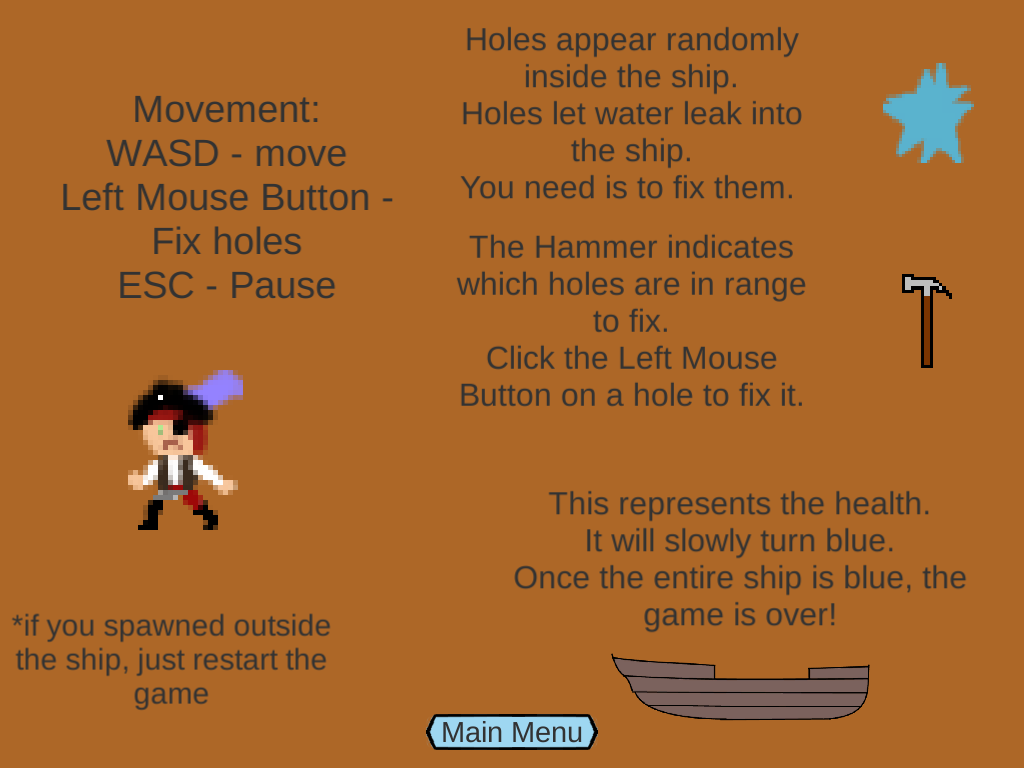 Movement:
WASD - move
Left Mouse Button -
Fix holes
ESC - Pause
Holes appear randomly
inside the ship.
Holes let water leak into
the ship.
You need is to fix them.
The Hammer indicates
which holes are in range
to fix.
Click the Left Mouse
Button on a hole to fix it.
This represents the health.
It will slowly turn blue.
Once the entire ship is blue, the
game is over!
*if you spawned outside
the ship, just restart the
game
Main Menu